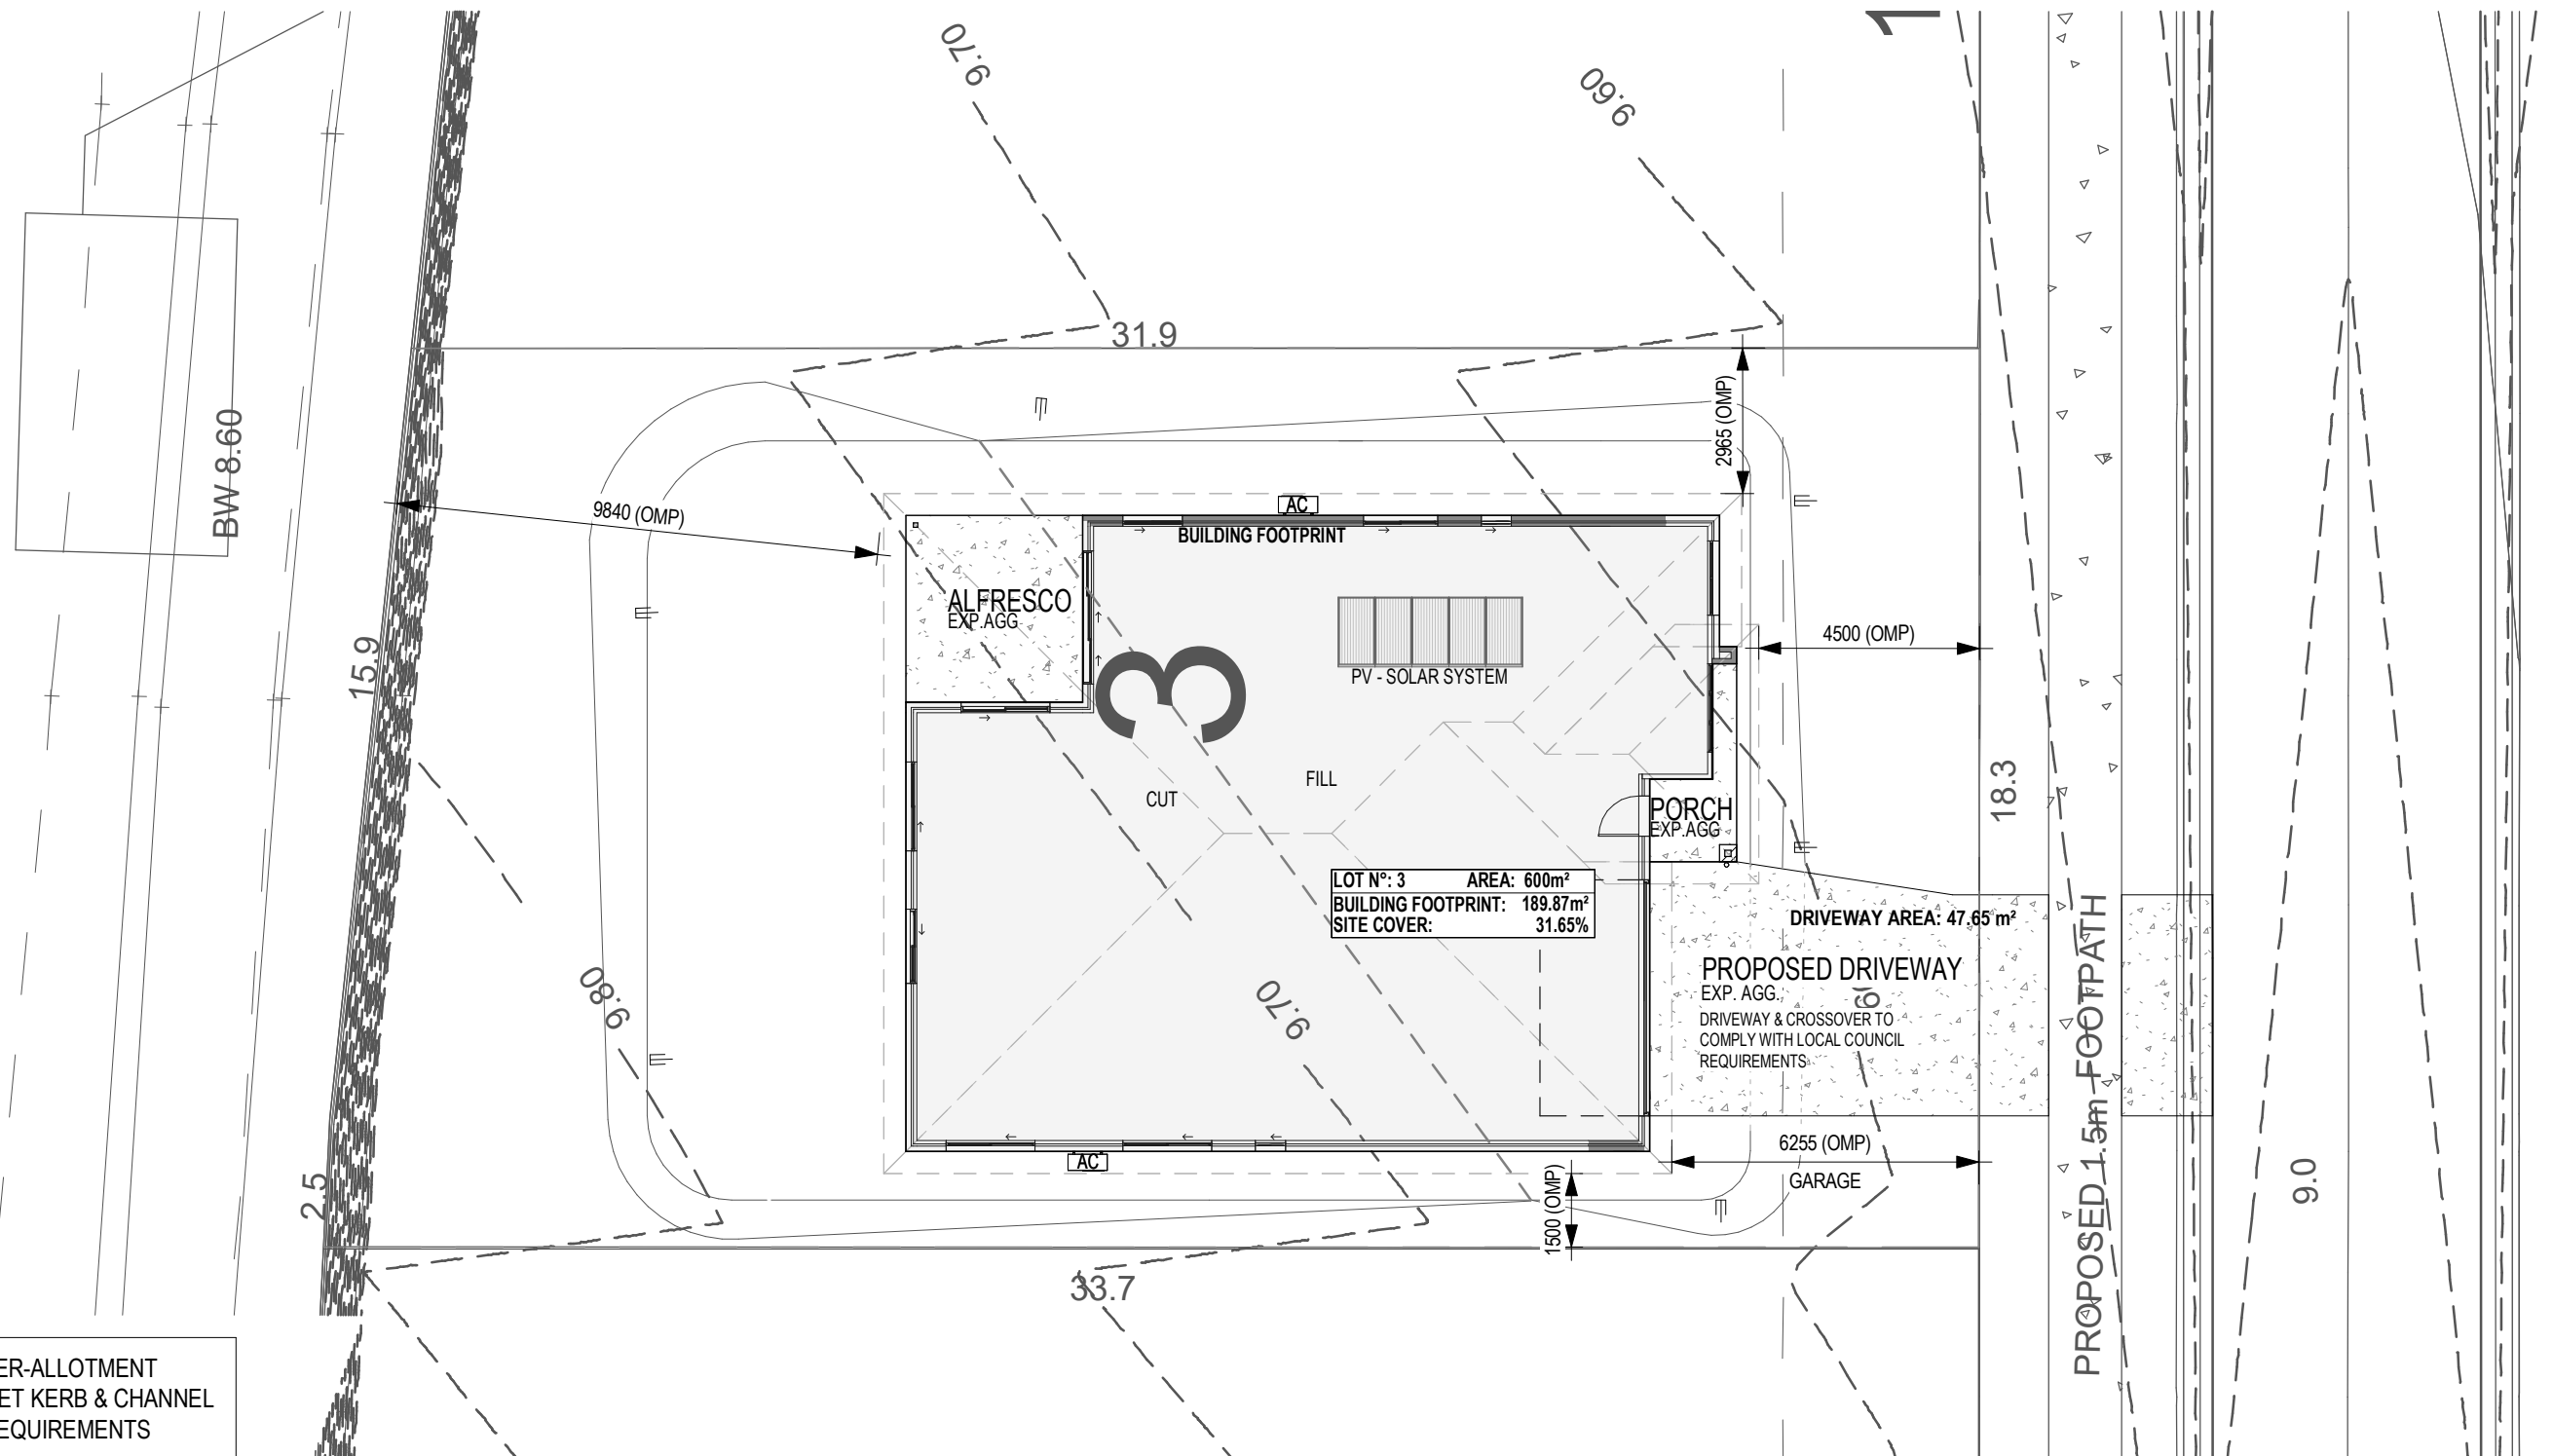 9.70
9.60
31.9
BW 8.60
2965 (OMP)
9840 (OMP)
AC
BUILDING FOOTPRINT
ALFRESCO
EXP.AGG
3
PV - SOLAR SYSTEM
4500 (OMP)
15.9
18.3
CUT
FILL
PORCH
EXP.AGG
LOT N°: 3 AREA: 600m²
BUILDING FOOTPRINT: 189.87m²
SITE COVER: 31.65%
DRIVEWAY AREA: 47.65 m²
PROPOSED DRIVEWAY
EXP. AGG.
DRIVEWAY & CROSSOVER TO
COMPLY WITH LOCAL COUNCIL
REQUIREMENTS
9.80
9.70
PROPOSED 1.5m FOOTPATH
9.0
2.5
AC
6255 (OMP)
GARAGE
1500 (OMP)
33.7
ER-ALLOTMENT
ET KERB & CHANNEL
EQUIREMENTS